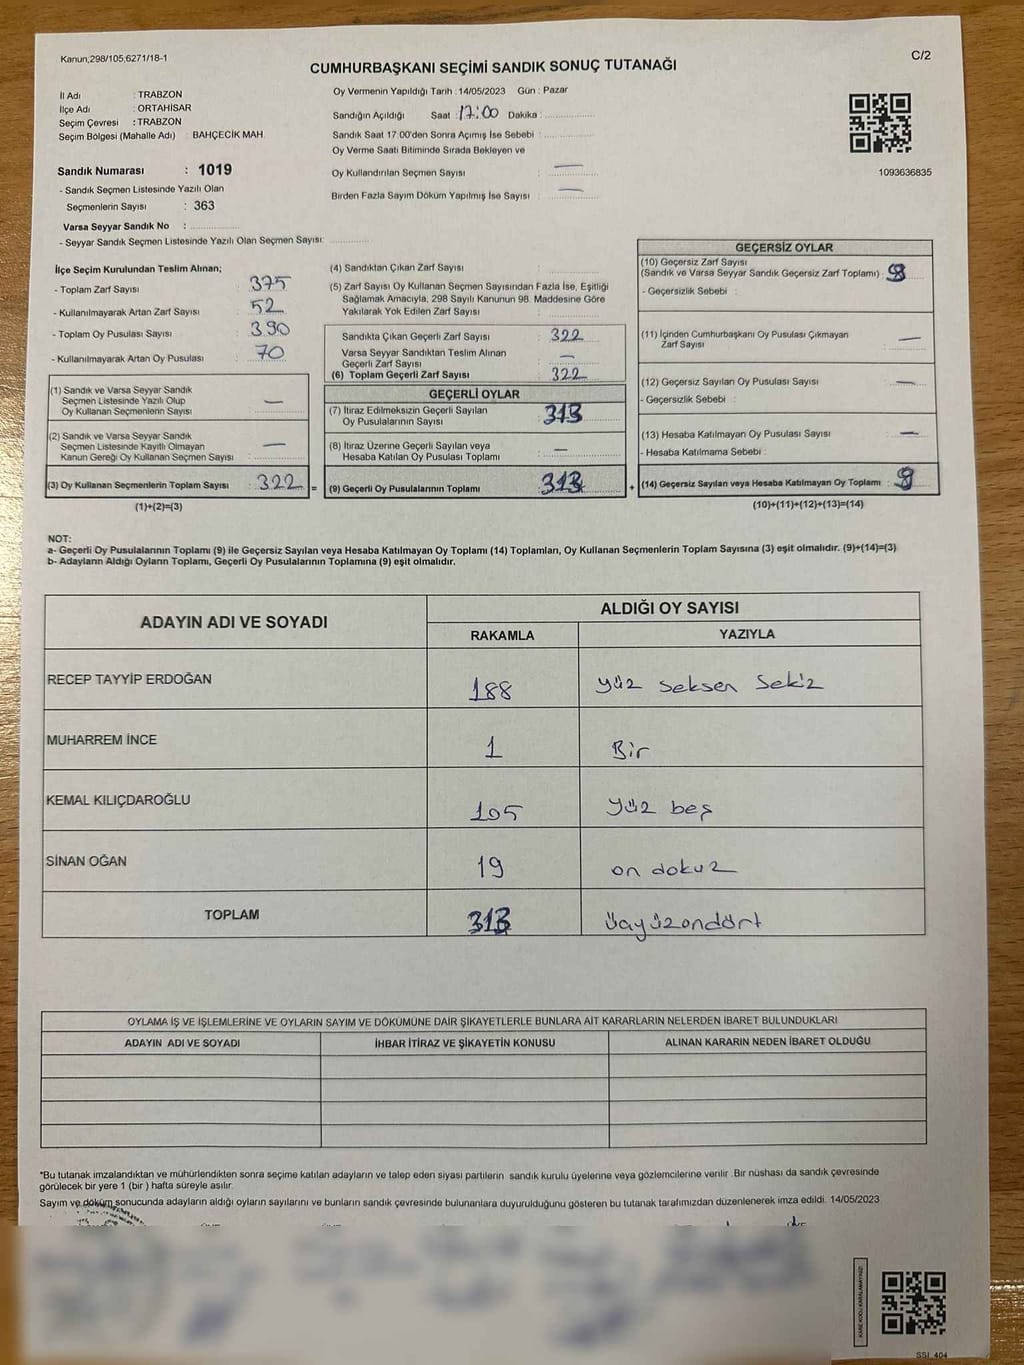 Kanun;298/105;6271/18-1
C/2
CUMHURBAŞKANI SEÇİMİ SANDIK SONUÇ TUTANAĞI
İl Adı : TRABZON
İlçe Adı : ORTAHİSAR
Seçim Çevresi : TRABZON
Seçim Bölgesi (Mahalle Adı) : BAHÇECİK MAH.
Sandık Numarası : 1019
- Sandık Seçmen Listesinde Yazılı Olan
Seçmenlerin Sayısı : 363
Varsa Seyyar Sandık No :
- Seyyar Sandık Seçmen Listesinde Yazılı Olan Seçmen Sayısı:
Oy Vermenin Yapıldığı Tarih : 14/05/2023 Gün : Pazar
Sandığın Açıldığı Saat : 17:00 Dakika :
Sandık Saat 17.00'den Sonra Açımış İse Sebebi :
Oy Verme Saati Bitiminde Sırada Bekleyen ve
Oy Kullandırılan Seçmen Sayısı : —
Birden Fazla Sayım Döküm Yapılmış İse Sayısı : —
1093636835
İlçe Seçim Kurulundan Teslim Alınan;
- Toplam Zarf Sayısı : 375
- Kullanılmayarak Artan Zarf Sayısı : 52
- Toplam Oy Pusulası Sayısı : 390
- Kullanılmayarak Artan Oy Pusulası : 70
(1) Sandık ve Varsa Seyyar Sandık
Seçmen Listesinde Yazılı Olup
Oy Kullanan Seçmenlerin Sayısı : —
(2) Sandık ve Varsa Seyyar Sandık
Seçmen Listesinde Kayıtlı Olmayan
Kanun Gereği Oy Kullanan Seçmen Sayısı : —
(3) Oy Kullanan Seçmenlerin Toplam Sayısı : 322 =
(1)+(2)=(3)
(4) Sandıktan Çıkan Zarf Sayısı :
(5) Zarf Sayısı Oy Kullanan Seçmen Sayısından Fazla İse, Eşitliği
Sağlamak Amacıyla, 298 Sayılı Kanunun 98. Maddesine Göre
Yakılarak Yok Edilen Zarf Sayısı :
Sandıkta Çıkan Geçerli Zarf Sayısı : 322
Varsa Seyyar Sandıktan Teslim Alınan
Geçerli Zarf Sayısı : —
(6) Toplam Geçerli Zarf Sayısı : 322
GEÇERLİ OYLAR
(7) İtiraz Edilmeksizin Geçerli Sayılan
Oy Pusulalarının Sayısı : 313
(8) İtiraz Üzerine Geçerli Sayılan veya
Hesaba Katılan Oy Pusulası Toplamı : —
(9) Geçerli Oy Pusulalarının Toplamı : 313 +
GEÇERSİZ OYLAR
(10) Geçersiz Zarf Sayısı
(Sandık ve Varsa Seyyar Sandık Geçersiz Zarf Toplamı) :
- Geçersizlik Sebebi :
(11) İçinden Cumhurbaşkanı Oy Pusulası Çıkmayan
Zarf Sayısı : —
(12) Geçersiz Sayılan Oy Pusulası Sayısı : —
- Geçersizlik Sebebi :
(13) Hesaba Katılmayan Oy Pusulası Sayısı : —
- Hesaba Katılmama Sebebi :
(14) Geçersiz Sayılan veya Hesaba Katılmayan Oy Toplamı :
(10)+(11)+(12)+(13)=(14)
NOT:
a- Geçerli Oy Pusulalarının Toplamı (9) ile Geçersiz Sayılan veya Hesaba Katılmayan Oy Toplamı (14) Toplamları, Oy Kullanan Seçmenlerin Toplam Sayısına (3) eşit olmalıdır. (9)+(14)=(3)
b- Adayların Aldığı Oyların Toplamı, Geçerli Oy Pusulalarının Toplamına (9) eşit olmalıdır.
ADAYIN ADI VE SOYADI
ALDIĞI OY SAYISI
RAKAMLA YAZIYLA
RECEP TAYYİP ERDOĞAN 188 yüz seksen sekiz
MUHARREM İNCE 1 Bir
KEMAL KILIÇDAROĞLU 105 Yüz beş
SİNAN OĞAN 19 on dokuz
TOPLAM 313 üçyüzondört
OYLAMA İŞ VE İŞLEMLERİNE VE OYLARIN SAYIM VE DÖKÜMÜNE DAİR ŞİKAYETLERLE BUNLARA AİT KARARLARIN NELERDEN İBARET BULUNDUKLARI
ADAYIN ADI VE SOYADI İHBAR İTİRAZ VE ŞİKAYETİN KONUSU ALINAN KARARIN NEDEN İBARET OLDUĞU
*Bu tutanak imzalandıktan ve mühürlendikten sonra seçime katılan adayların ve talep eden siyasi partilerin sandık kurulu üyelerine veya gözlemcilerine verilir .Bir nüshası da sandık çevresinde
görülecek bir yere 1 (bir ) hafta süreyle asılır.
Sayım ve döküm sonucunda adayların aldığı oyların sayılarını ve bunların sandık çevresinde bulunanlara duyurulduğunu gösteren bu tutanak tarafımızdan düzenlenerek imza edildi. 14/05/2023
KARE KODU KARALAMAYINIZ!
SSI_404